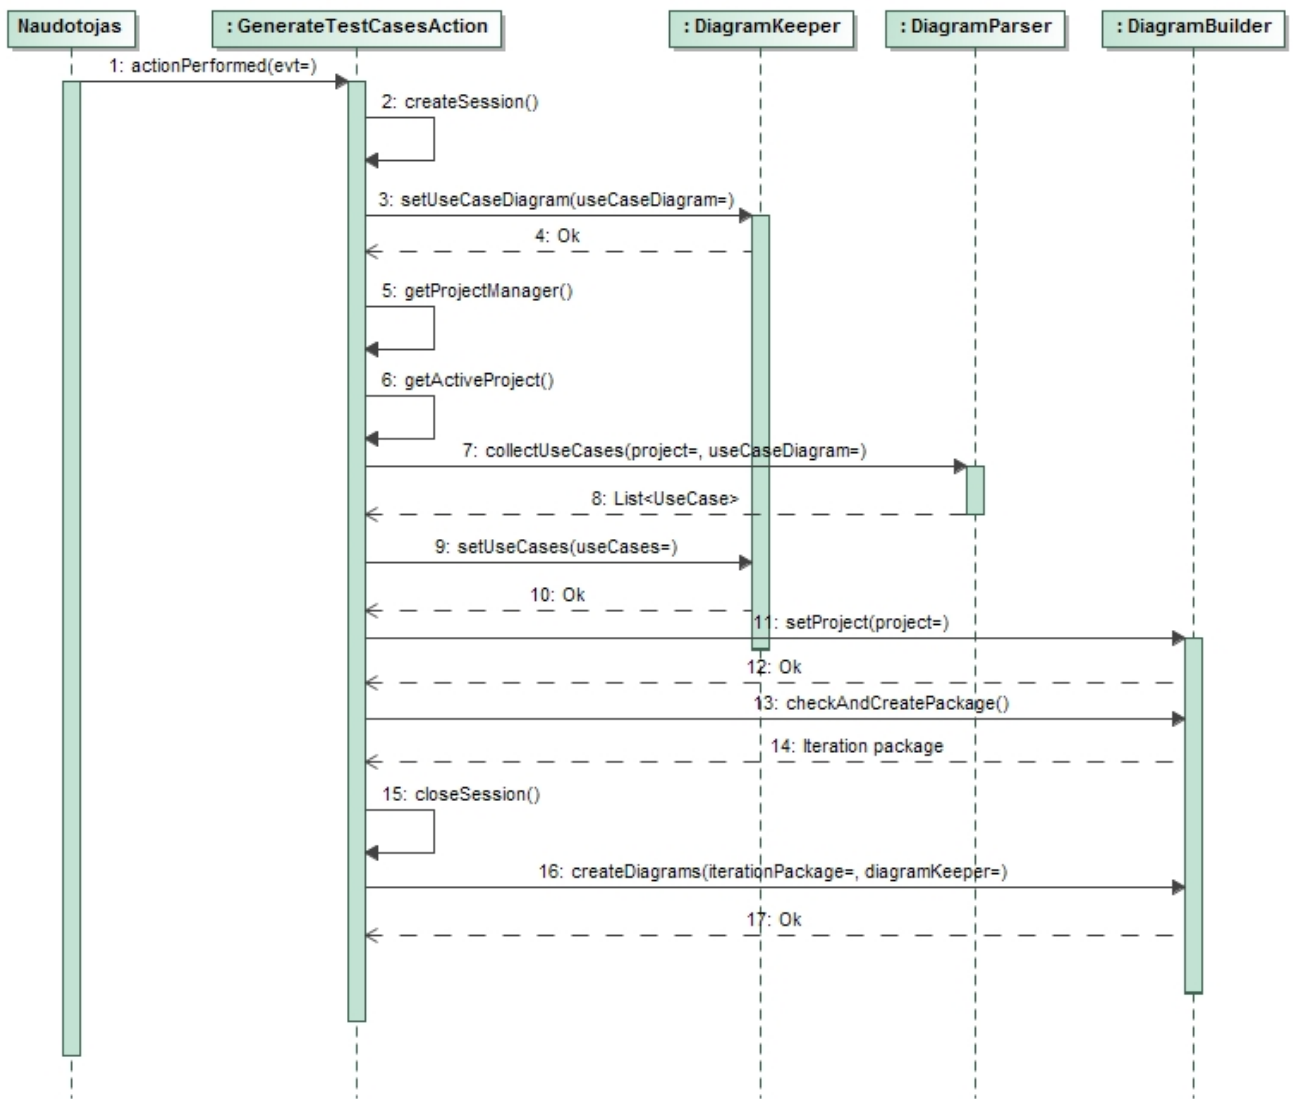 Naudotojas
: GenerateTestCasesAction
: DiagramKeeper
: DiagramParser
: DiagramBuilder
1: actionPerformed(evt=)
2: createSession()
3: setUseCaseDiagram(useCaseDiagram=)
4: Ok
5: getProjectManager()
6: getActiveProject()
7: collectUseCases(project=, useCaseDiagram=)
8: List<UseCase>
9: setUseCases(useCases=)
10: Ok
11: setProject(project=)
12: Ok
13: checkAndCreatePackage()
14: Iteration package
15: closeSession()
16: createDiagrams(iterationPackage=, diagramKeeper=)
17: Ok